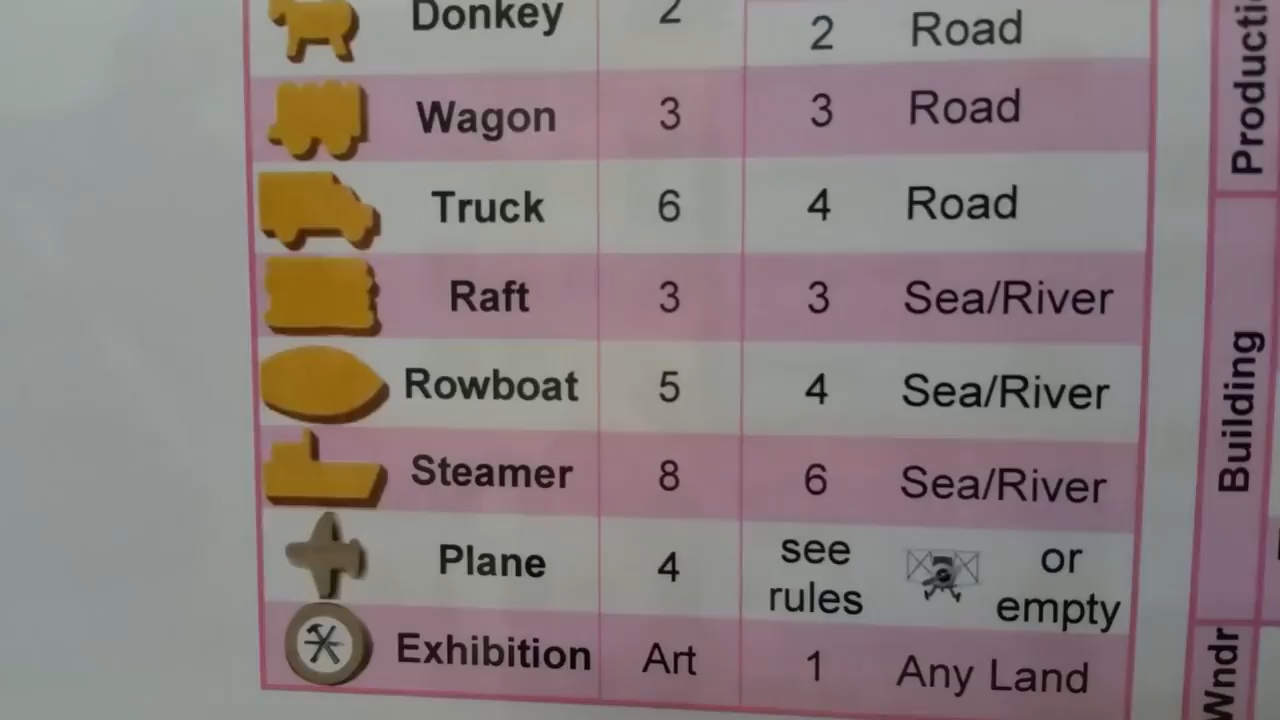 Donkey 2
2 Road
Wagon 3 3 Road
Truck 6 4 Road
Raft 3 3 Sea/River
Rowboat 5 4 Sea/River
Steamer 8 6 Sea/River
Plane 4 see rules or empty
Exhibition Art 1 Any Land
Building
Wndr